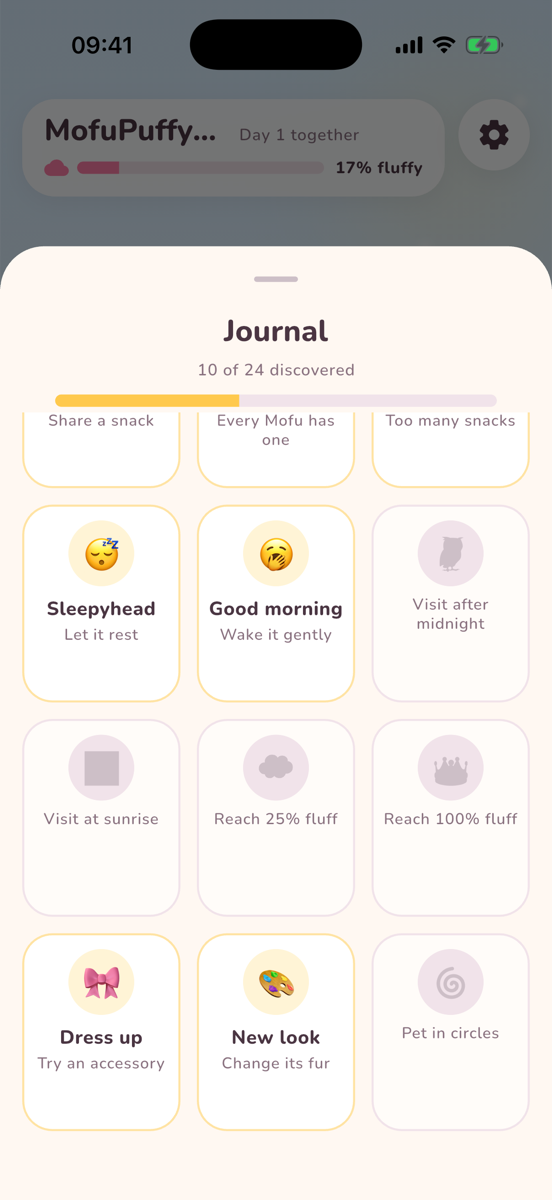 09:41
MofuPuffy... Day 1 together
17% fluffy
Journal
10 of 24 discovered
Share a snack
Every Mofu has
one
Too many snacks
Sleepyhead
Let it rest
Good morning
Wake it gently
Visit after
midnight
Visit at sunrise
Reach 25% fluff
Reach 100% fluff
Dress up
Try an accessory
New look
Change its fur
Pet in circles